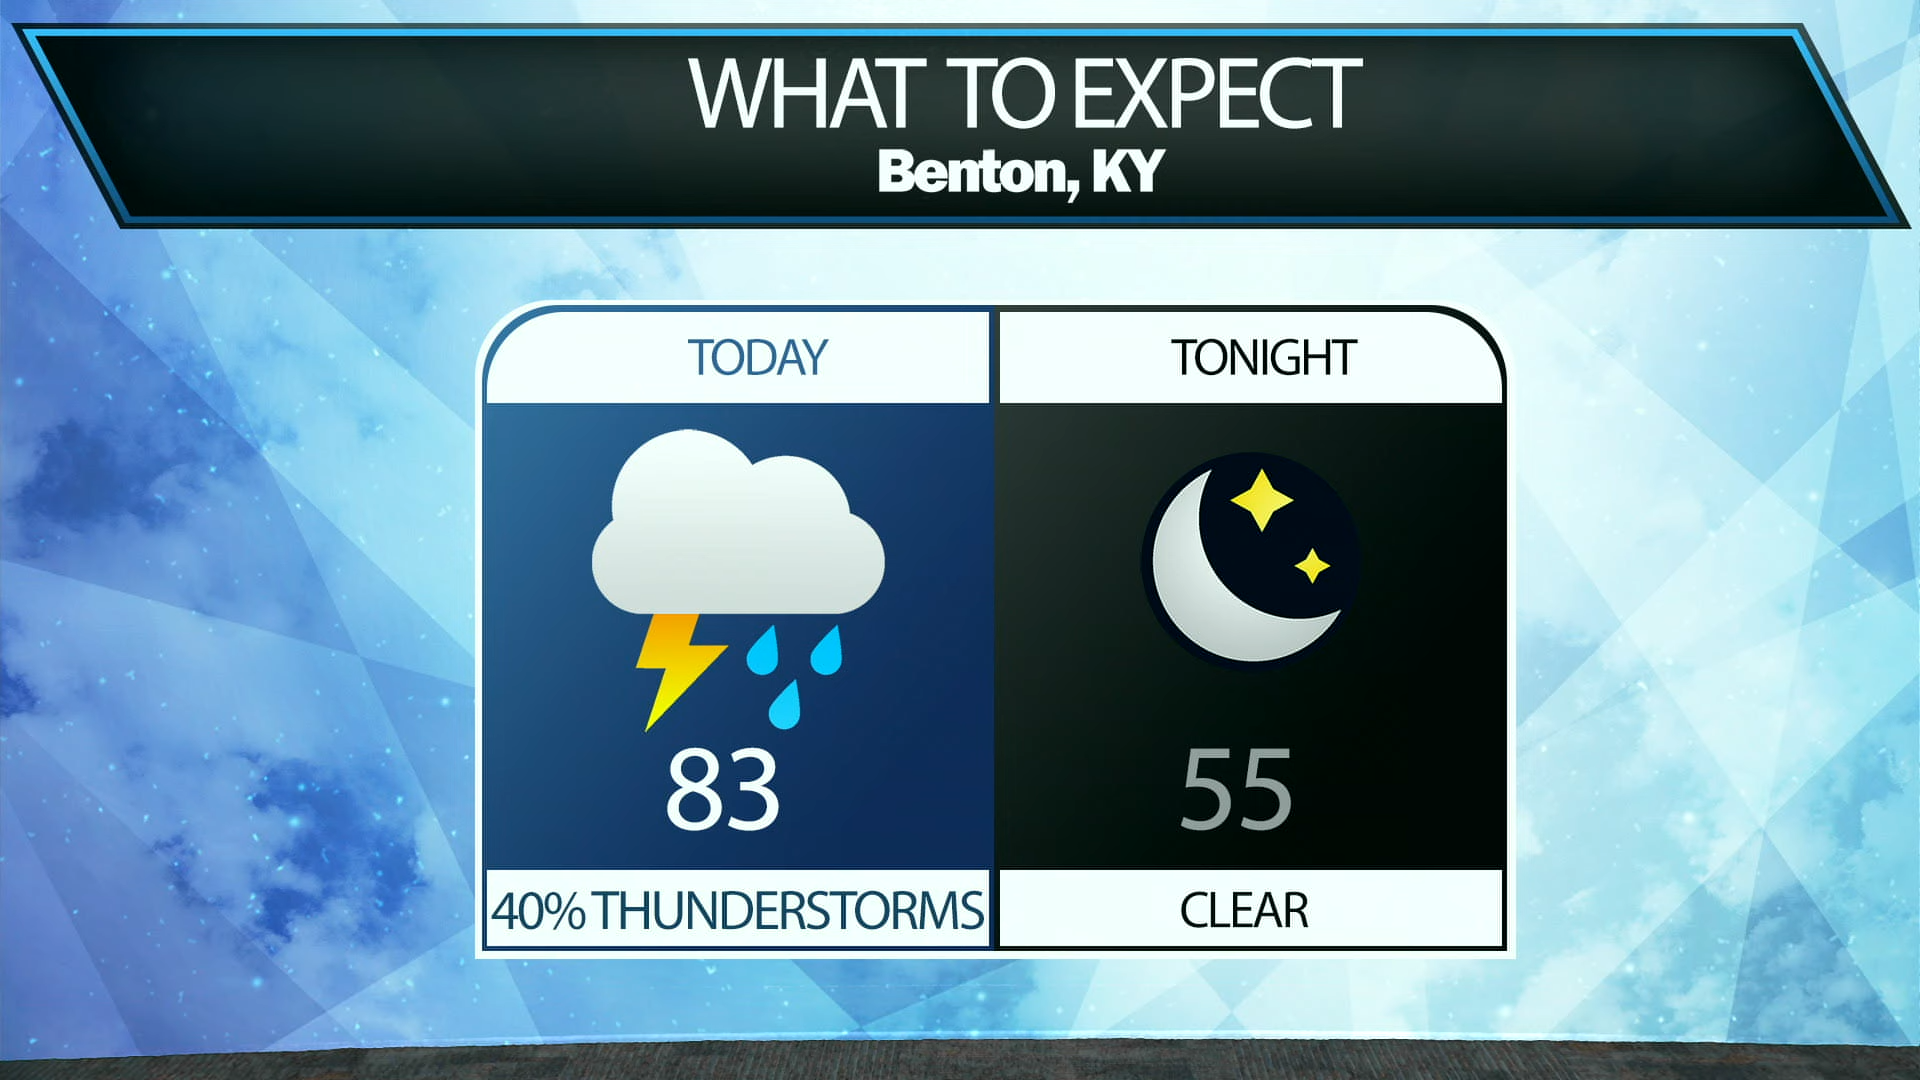 WHAT TO EXPECT
Benton, KY
TODAY
TONIGHT
83
55
40% THUNDERSTORMS
CLEAR